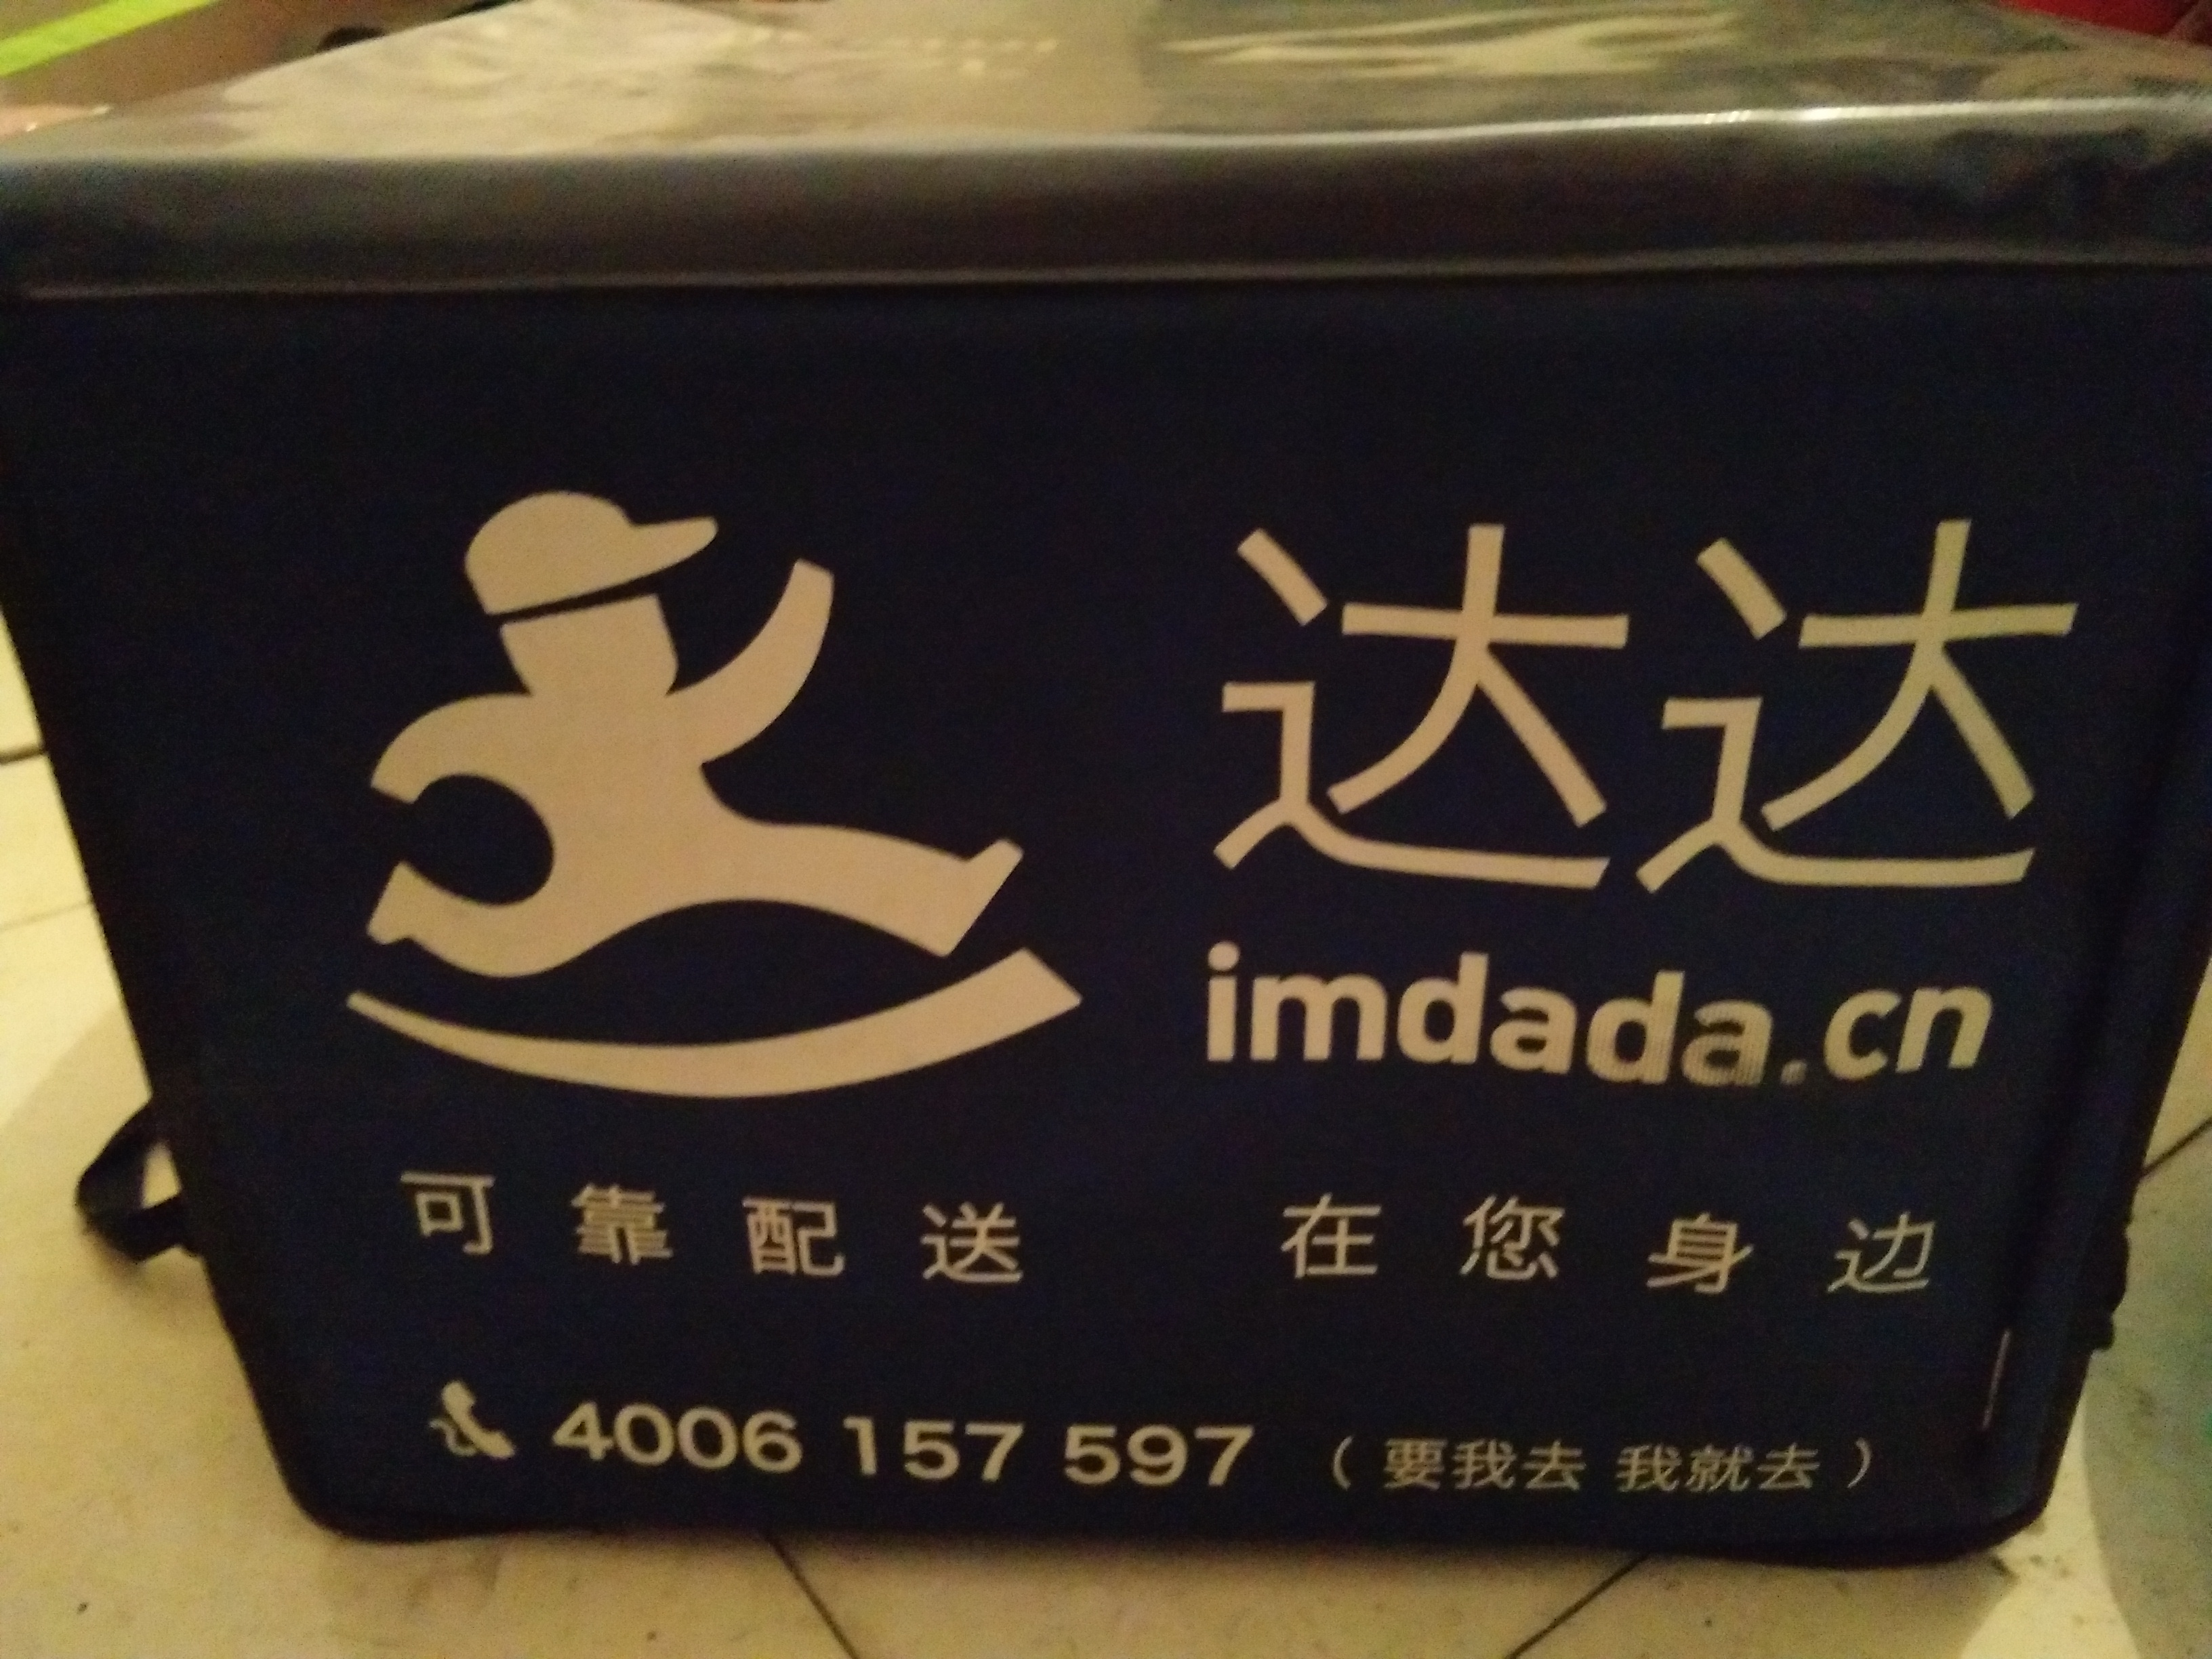 达达
imdada.cn
可靠配送 在您身边
4006 157 597 （要我去 我就去）